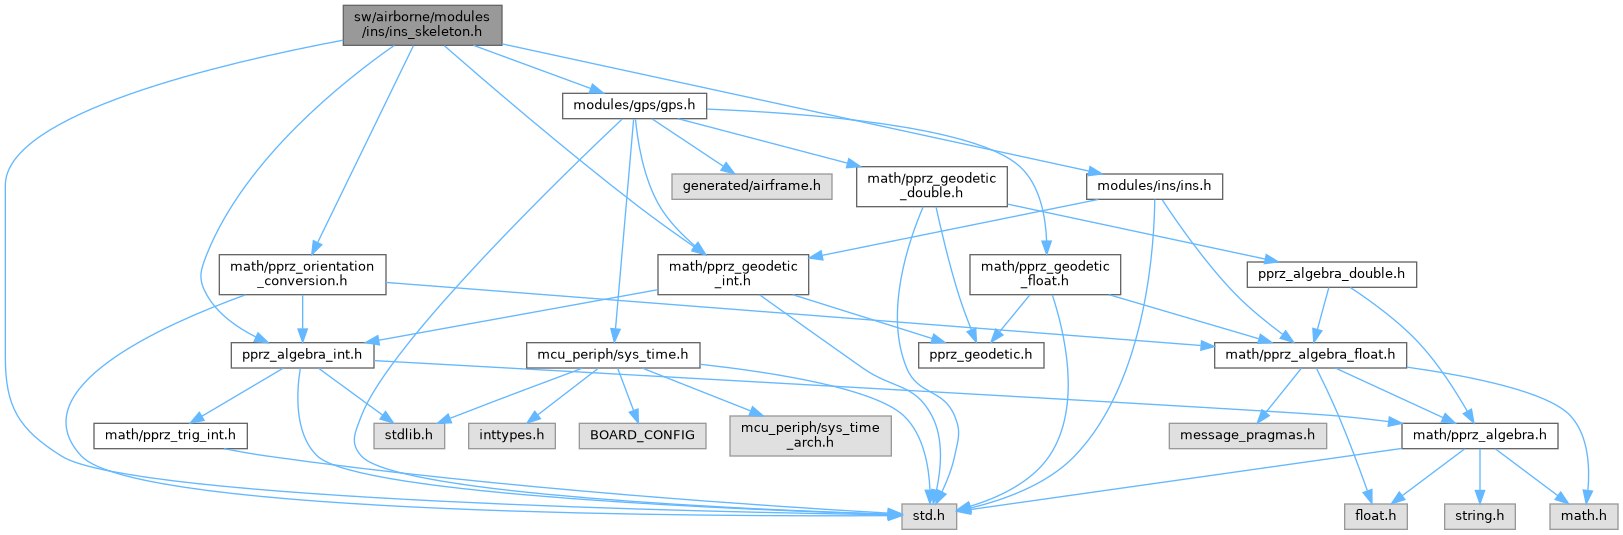 sw/airborne/modules
/ins/ins_skeleton.h
modules/gps/gps.h
generated/airframe.h
math/pprz_geodetic
_double.h
modules/ins/ins.h
math/pprz_orientation
_conversion.h
math/pprz_geodetic
_int.h
math/pprz_geodetic
_float.h
pprz_algebra_double.h
pprz_algebra_int.h
mcu_periph/sys_time.h
pprz_geodetic.h
math/pprz_algebra_float.h
math/pprz_trig_int.h
stdlib.h
inttypes.h
BOARD_CONFIG
mcu_periph/sys_time
_arch.h
message_pragmas.h
math/pprz_algebra.h
std.h
float.h
string.h
math.h